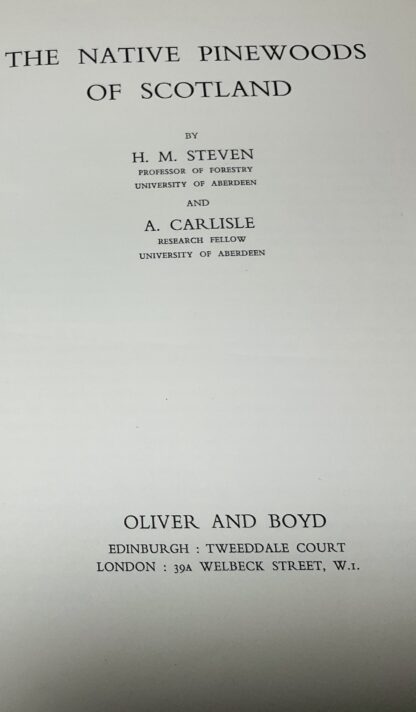 THE NATIVE PINEWOODS
OF SCOTLAND
BY
H. M. STEVEN
PROFESSOR OF FORESTRY
UNIVERSITY OF ABERDEEN
AND
A. CARLISLE
RESEARCH FELLOW
UNIVERSITY OF ABERDEEN
OLIVER AND BOYD
EDINBURGH : TWEEDDALE COURT
LONDON : 39A WELBECK STREET, W.1.